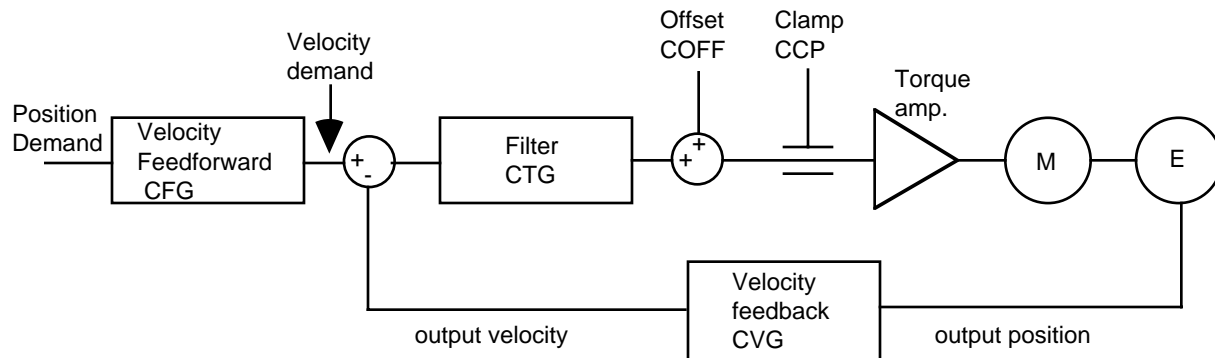 Offset
COFF
Clamp
CCP
Velocity
demand
Torque
amp.
Position
Demand
Velocity
Feedforward
CFG
+
-
Filter
CTG
+
+
M
E
Velocity
feedback
CVG
output velocity
output position